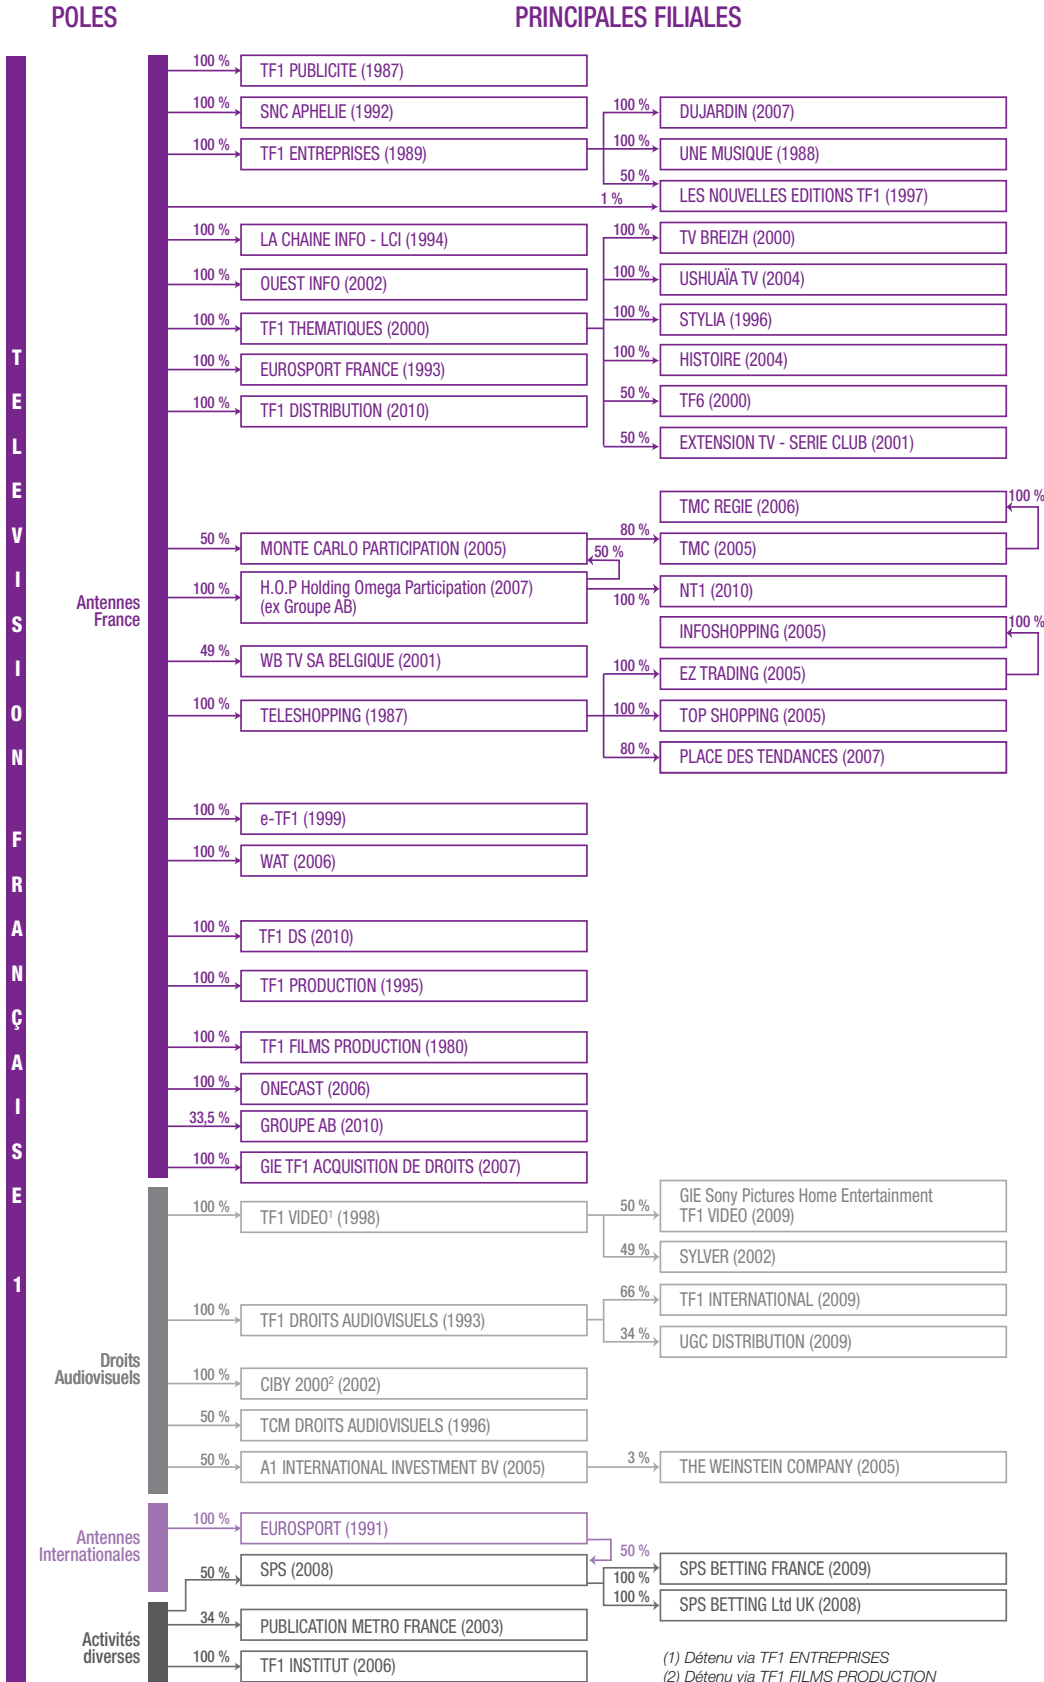 POLES
PRINCIPALES FILIALES
TELEVISION FRANÇAISE 1
Antennes
France
100 %
TF1 PUBLICITE (1987)
100 %
SNC APHELIE (1992)
100 %
TF1 ENTREPRISES (1989)
100 %
DUJARDIN (2007)
100 %
UNE MUSIQUE (1988)
50 %
1 %
LES NOUVELLES EDITIONS TF1 (1997)
100 %
LA CHAINE INFO - LCI (1994)
100 %
OUEST INFO (2002)
100 %
TF1 THEMATIQUES (2000)
100 %
EUROSPORT FRANCE (1993)
100 %
TF1 DISTRIBUTION (2010)
100 %
TV BREIZH (2000)
100 %
USHUAÏA TV (2004)
100 %
STYLIA (1996)
100 %
HISTOIRE (2004)
50 %
TF6 (2000)
50 %
EXTENSION TV - SERIE CLUB (2001)
50 %
MONTE CARLO PARTICIPATION (2005)
100 %
H.O.P Holding Omega Participation (2007)
(ex Groupe AB)
TMC REGIE (2006)
100 %
80 %
TMC (2005)
50 %
100 %
NT1 (2010)
49 %
WB TV SA BELGIQUE (2001)
100 %
TELESHOPPING (1987)
INFOSHOPPING (2005)
100 %
100 %
EZ TRADING (2005)
100 %
TOP SHOPPING (2005)
80 %
PLACE DES TENDANCES (2007)
100 %
e-TF1 (1999)
100 %
WAT (2006)
100 %
TF1 DS (2010)
100 %
TF1 PRODUCTION (1995)
100 %
TF1 FILMS PRODUCTION (1980)
100 %
ONECAST (2006)
33,5 %
GROUPE AB (2010)
100 %
GIE TF1 ACQUISITION DE DROITS (2007)
Droits
Audiovisuels
100 %
TF1 VIDEO¹ (1998)
50 %
GIE Sony Pictures Home Entertainment
TF1 VIDEO (2009)
49 %
SYLVER (2002)
100 %
TF1 DROITS AUDIOVISUELS (1993)
66 %
TF1 INTERNATIONAL (2009)
34 %
UGC DISTRIBUTION (2009)
100 %
CIBY 2000² (2002)
50 %
TCM DROITS AUDIOVISUELS (1996)
50 %
A1 INTERNATIONAL INVESTMENT BV (2005)
3 %
THE WEINSTEIN COMPANY (2005)
Antennes
Internationales
100 %
EUROSPORT (1991)
50 %
50 %
SPS (2008)
100 %
SPS BETTING FRANCE (2009)
100 %
SPS BETTING Ltd UK (2008)
Activités
diverses
34 %
PUBLICATION METRO FRANCE (2003)
100 %
TF1 INSTITUT (2006)
(1) Détenu via TF1 ENTREPRISES
(2) Détenu via TF1 FILMS PRODUCTION